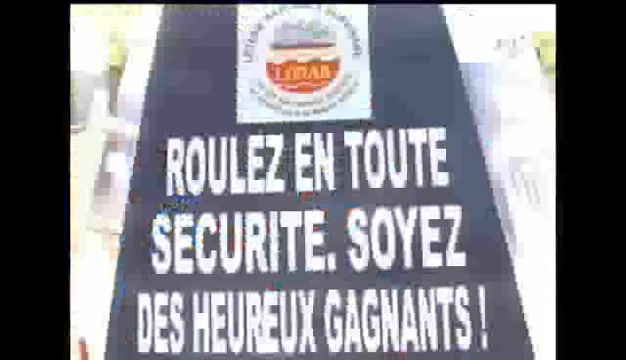 LONAB
ROULEZ EN TOUTE
SECURITE. SOYEZ
DES HEUREUX GAGNANTS !